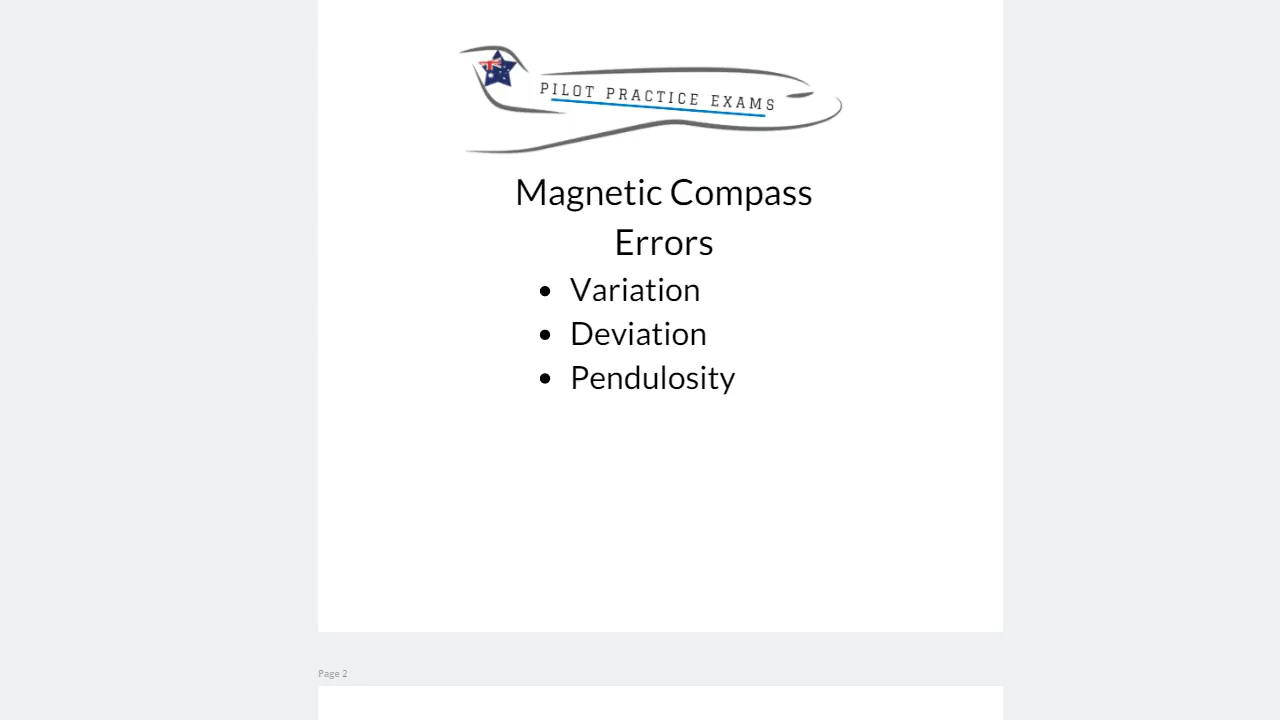 PILOT PRACTICE EXAMS
Magnetic Compass
Errors
• Variation
• Deviation
• Pendulosity
Page 2